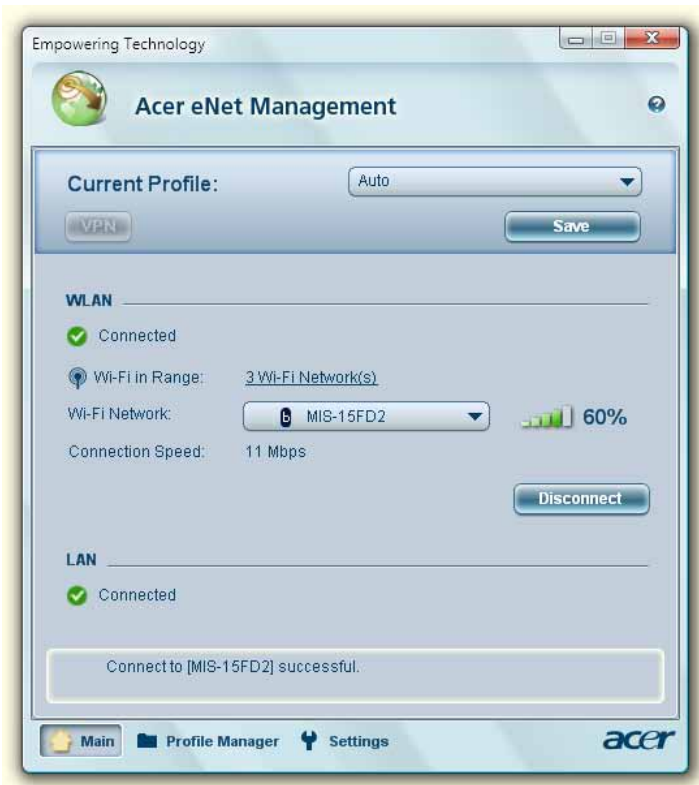 Empowering Technology
Acer eNet Management
Current Profile: Auto
VPN Save
WLAN
Connected
Wi-Fi in Range: 3 Wi-Fi Network(s)
Wi-Fi Network: b MIS-15FD2 60%
Connection Speed: 11 Mbps
Disconnect
LAN
Connected
Connect to [MIS-15FD2] successful.
Main Profile Manager Settings acer